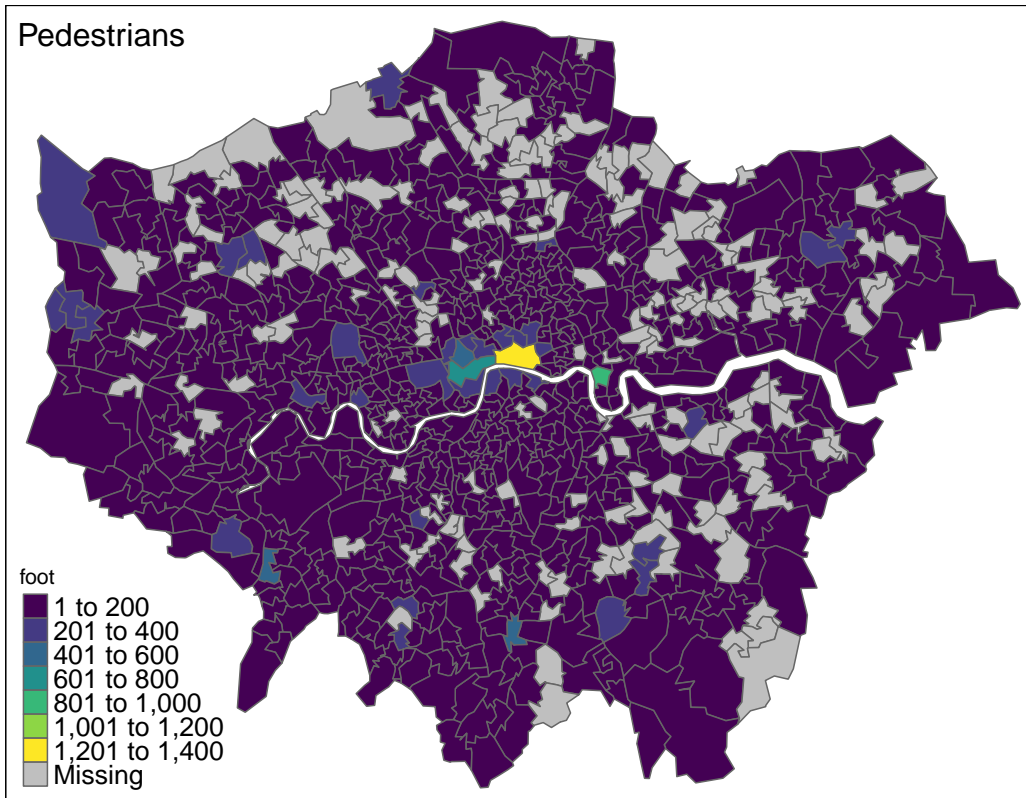 Pedestrians
foot
1 to 200
201 to 400
401 to 600
601 to 800
801 to 1,000
1,001 to 1,200
1,201 to 1,400
Missing